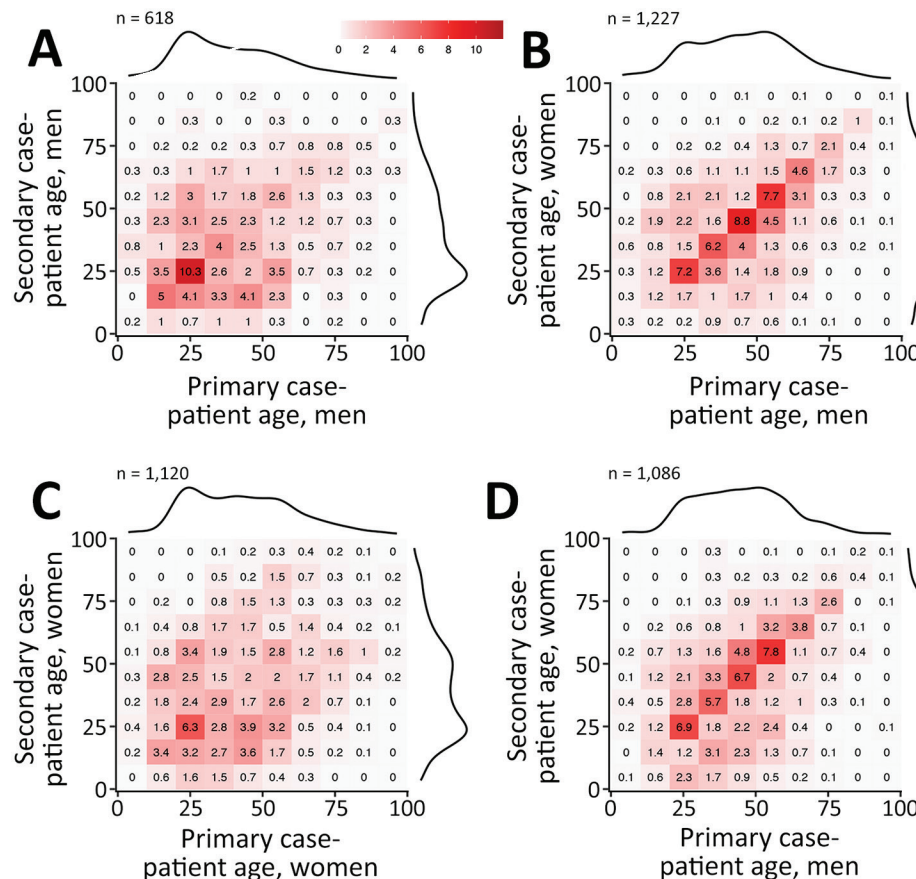 A
n = 618
0 2 4 6 8 10
B
n = 1,227
Secondary case-
patient age, men
100
75
50
25
0
0 0 0 0 0.2 0 0 0 0 0
0 0 0.3 0 0 0.3 0 0 0 0.3
0 0.2 0.2 0.2 0.3 0.7 0.8 0.8 0.5 0
0.3 0.3 1 1.7 1 1 1.5 1.2 0.3 0.3
0.2 1.2 3 1.7 1.8 2.6 1.3 0.3 0.3 0
0.3 2.3 3.1 2.5 2.3 1.2 1.2 0.7 0.3 0
0.8 1 2.3 4 2.5 1.3 0.5 0.7 0.2 0
0.5 3.5 10.3 2.6 2 3.5 0.7 0.3 0.2 0
0 5 4.1 3.3 4.1 2.3 0 0.3 0 0
0.2 1 0.7 1 1 0.3 0 0 0 0
0 25 50 75 100
Primary case-
patient age, men
Secondary case-
patient age, women
100
75
50
25
0
0 0 0 0 0.1 0 0.1 0 0 0.1
0 0 0 0 0.1 0 0.2 0.1 0.2 1 0.1
0 0 0.2 0.2 0.4 1.3 0.7 2.1 0.4 0.1
0.2 0.3 0.6 1.1 1.1 1.5 4.6 1.7 0.3 0
0 0.8 2.1 2.1 1.2 7.7 3.1 0.3 0.3 0
0.2 1.9 2.2 1.6 8.8 4.5 1.1 0.6 0.1 0.1
0.6 0.8 1.5 6.2 4 1.3 0.6 0.3 0.2 0.1
0.3 1.2 7.2 3.6 1.4 1.8 0.9 0 0 0
0.3 1.2 1.7 1 1.7 1 0.4 0 0 0
0.3 0.2 0.2 0.9 0.7 0.6 0.1 0.1 0 0
0 25 50 75 100
Primary case-
patient age, men
C
n = 1,120
D
n = 1,086
Secondary case-
patient age, women
100
75
50
25
0
0 0 0 0.1 0.2 0.3 0.4 0.2 0.1 0
0 0 0 0.5 0.2 1.5 0.7 0.3 0.1 0.2
0 0.2 0 0.8 1.5 1.3 0.3 0.3 0.3 0.2
0.1 0.4 0.8 1.7 1.7 0.5 1.4 0.4 0.2 0.1
0.1 0.8 3.4 1.9 1.5 2.8 1.2 1.6 1 0.2
0.3 2.8 2.5 1.5 2 2 1.7 1.1 0.4 0.2
0.2 1.8 2.4 2.9 1.7 2.6 2 0.7 0.1 0
0.4 1.6 6.3 2.8 3.9 3.2 0.5 0.4 0.1 0
0.2 3.4 3.2 2.7 3.6 1.7 0.5 0.2 0.1 0
0 0.6 1.6 1.5 0.7 0.4 0.3 0 0 0
0 25 50 75 100
Primary case-
patient age, women
Secondary case-
patient age, women
100
75
50
25
0
0 0 0 0.3 0 0.1 0 0.1 0.2 0.1
0 0 0 0.3 0.2 0.2 0.8 0.6 0.4 0.1
0 0 0.1 0.3 0.9 1.1 1.3 2.6 0 0.1
0 0.2 0.6 0.8 1 3.2 3.8 0.7 0.1 0
0.2 0.7 1.3 1.6 4.8 7.8 1.1 0.7 0.4 0
0.1 1.2 2.1 3.3 6.7 2 0.7 0.4 0 0
0.4 0.5 2.8 5.7 1.8 1.2 1 0.3 0.1 0.1
0.2 1.2 6.9 1.8 2.2 2.4 0.4 0 0 0.1
0 1.4 1.2 3.1 2.3 1.3 0.7 0.1 0 0
0.1 0.6 2.3 1.7 0.9 0.5 0.2 0.1 0 0
0 25 50 75 100
Primary case-
patient age, men